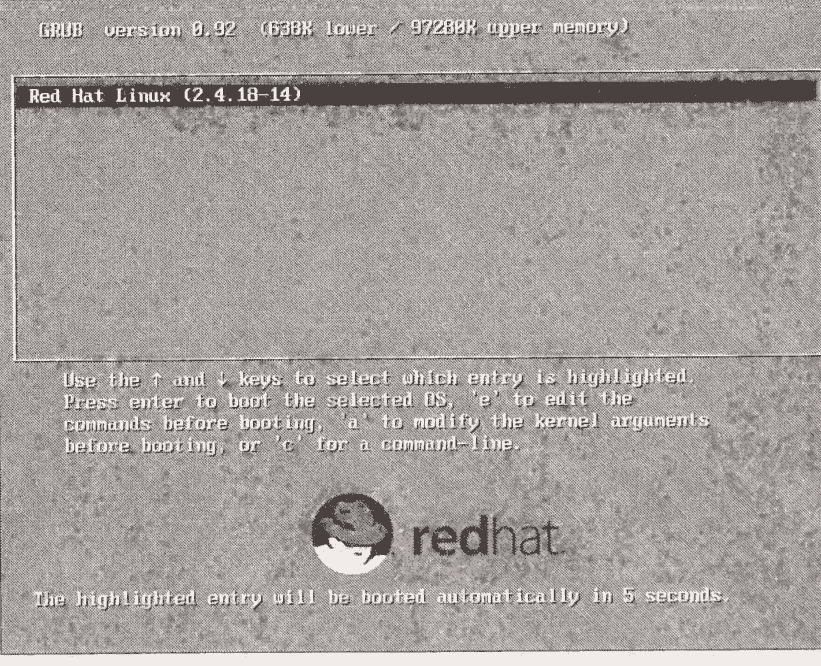 GRUB version 0.92 (638K lower / 97280K upper memory)
Red Hat Linux (2.4.18-14)
Use the ↑ and ↓ keys to select which entry is highlighted.
Press enter to boot the selected OS, 'e' to edit the
commands before booting, 'a' to modify the kernel arguments
before booting, or 'c' for a command-line.
redhat.
The highlighted entry will be booted automatically in 5 seconds.